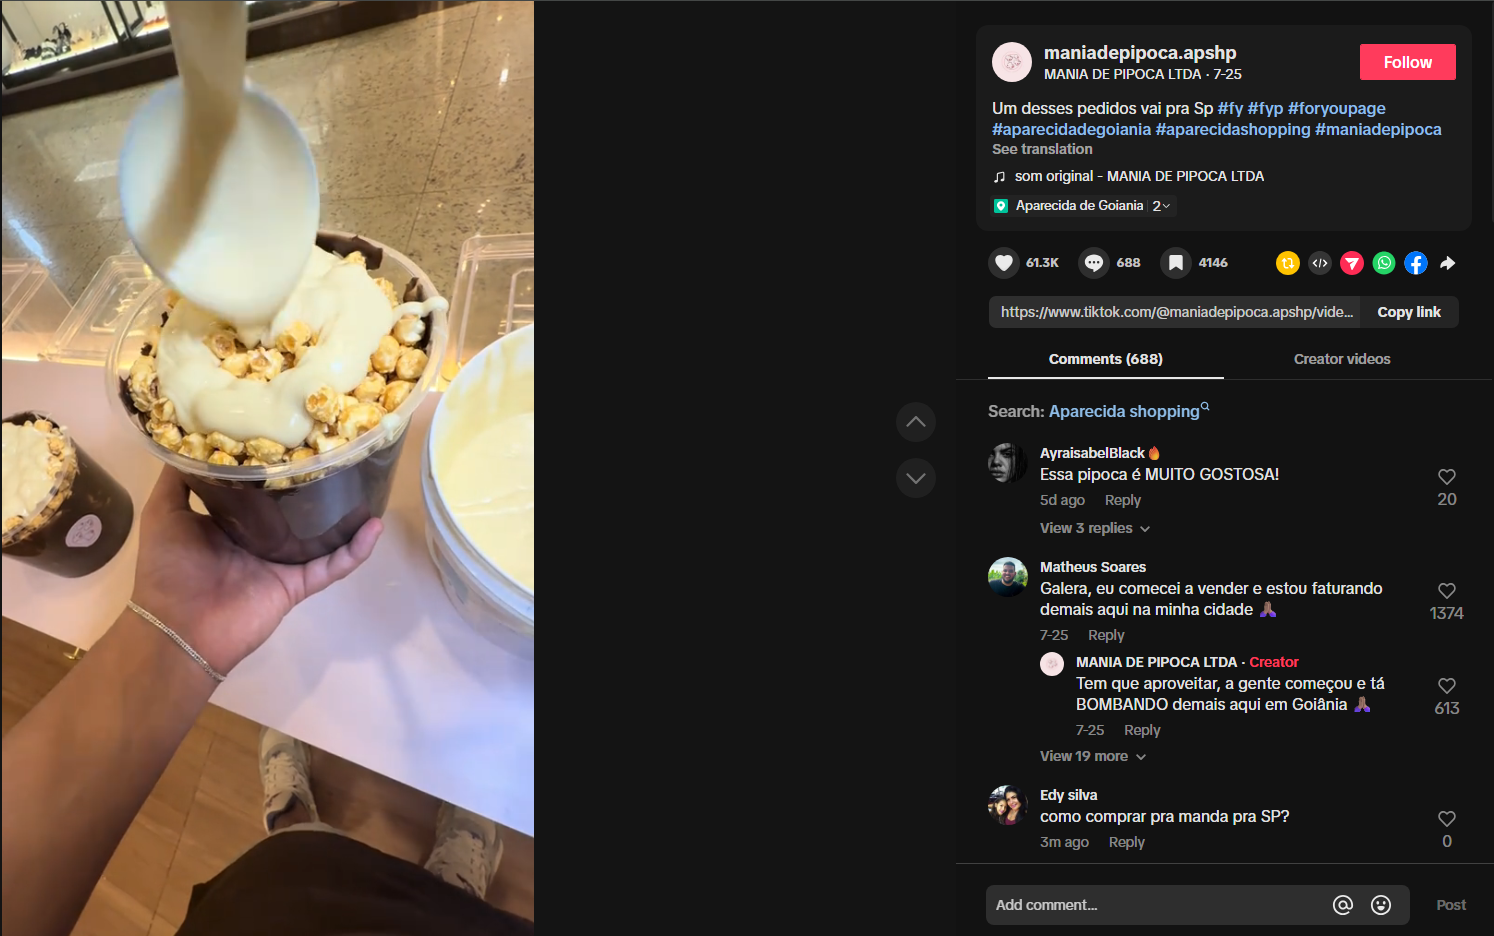 maniadepipoca.apshp
MANIA DE PIPOCA LTDA · 7-25
Follow
Um desses pedidos vai pra Sp #fy #fyp #foryoupage
#aparecidadegoiania #aparecidashopping #maniadepipoca
See translation
som original - MANIA DE PIPOCA LTDA
Aparecida de Goiania 2
61.3K 688 4146
https://www.tiktok.com/@maniadepipoca.apshp/vide... Copy link
Comments (688) Creator videos
Search: Aparecida shopping
AyraisabelBlack🔥
Essa pipoca é MUITO GOSTOSA!
20
5d ago Reply
View 3 replies
Matheus Soares
Galera, eu comecei a vender e estou faturando
demais aqui na minha cidade 🙏🏾
1374
7-25 Reply
MANIA DE PIPOCA LTDA · Creator
Tem que aproveitar, a gente começou e tá
BOMBANDO demais aqui em Goiânia 🙏🏾
613
7-25 Reply
View 19 more
Edy silva
como comprar pra manda pra SP?
0
3m ago Reply
Add comment... Post